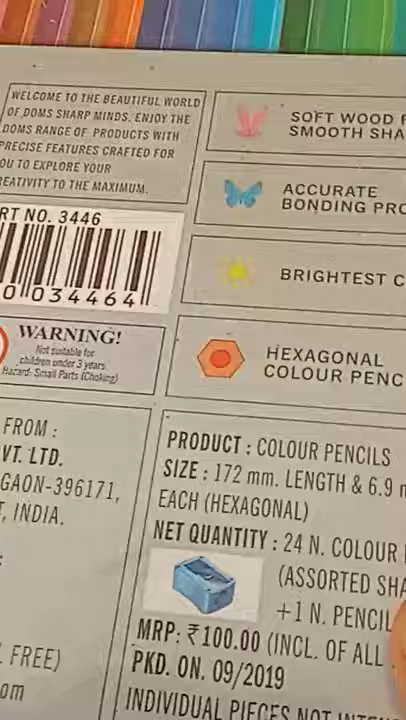 WELCOME TO THE BEAUTIFUL WORLD
OF DOMS SHARP MINDS. ENJOY THE
DOMS RANGE OF PRODUCTS WITH
PRECISE FEATURES CRAFTED FOR
OU TO EXPLORE YOUR
REATIVITY TO THE MAXIMUM.
SOFT WOOD F
SMOOTH SHA
ACCURATE
BONDING PRO
BRIGHTEST C
HEXAGONAL
COLOUR PENC
RT NO. 3446
0 034464
WARNING!
Not suitable for
children under 3 years
Hazard: Small Parts (Choking)
FROM :
VT. LTD.
GAON-396171,
T, INDIA.
L FREE)
om
PRODUCT : COLOUR PENCILS
SIZE : 172 mm. LENGTH & 6.9 m
EACH (HEXAGONAL)
NET QUANTITY : 24 N. COLOUR
(ASSORTED SHA
+1 N. PENCIL
MRP: ₹100.00 (INCL. OF ALL
PKD. ON. 09/2019
INDIVIDUAL PIECES NOT INTEN